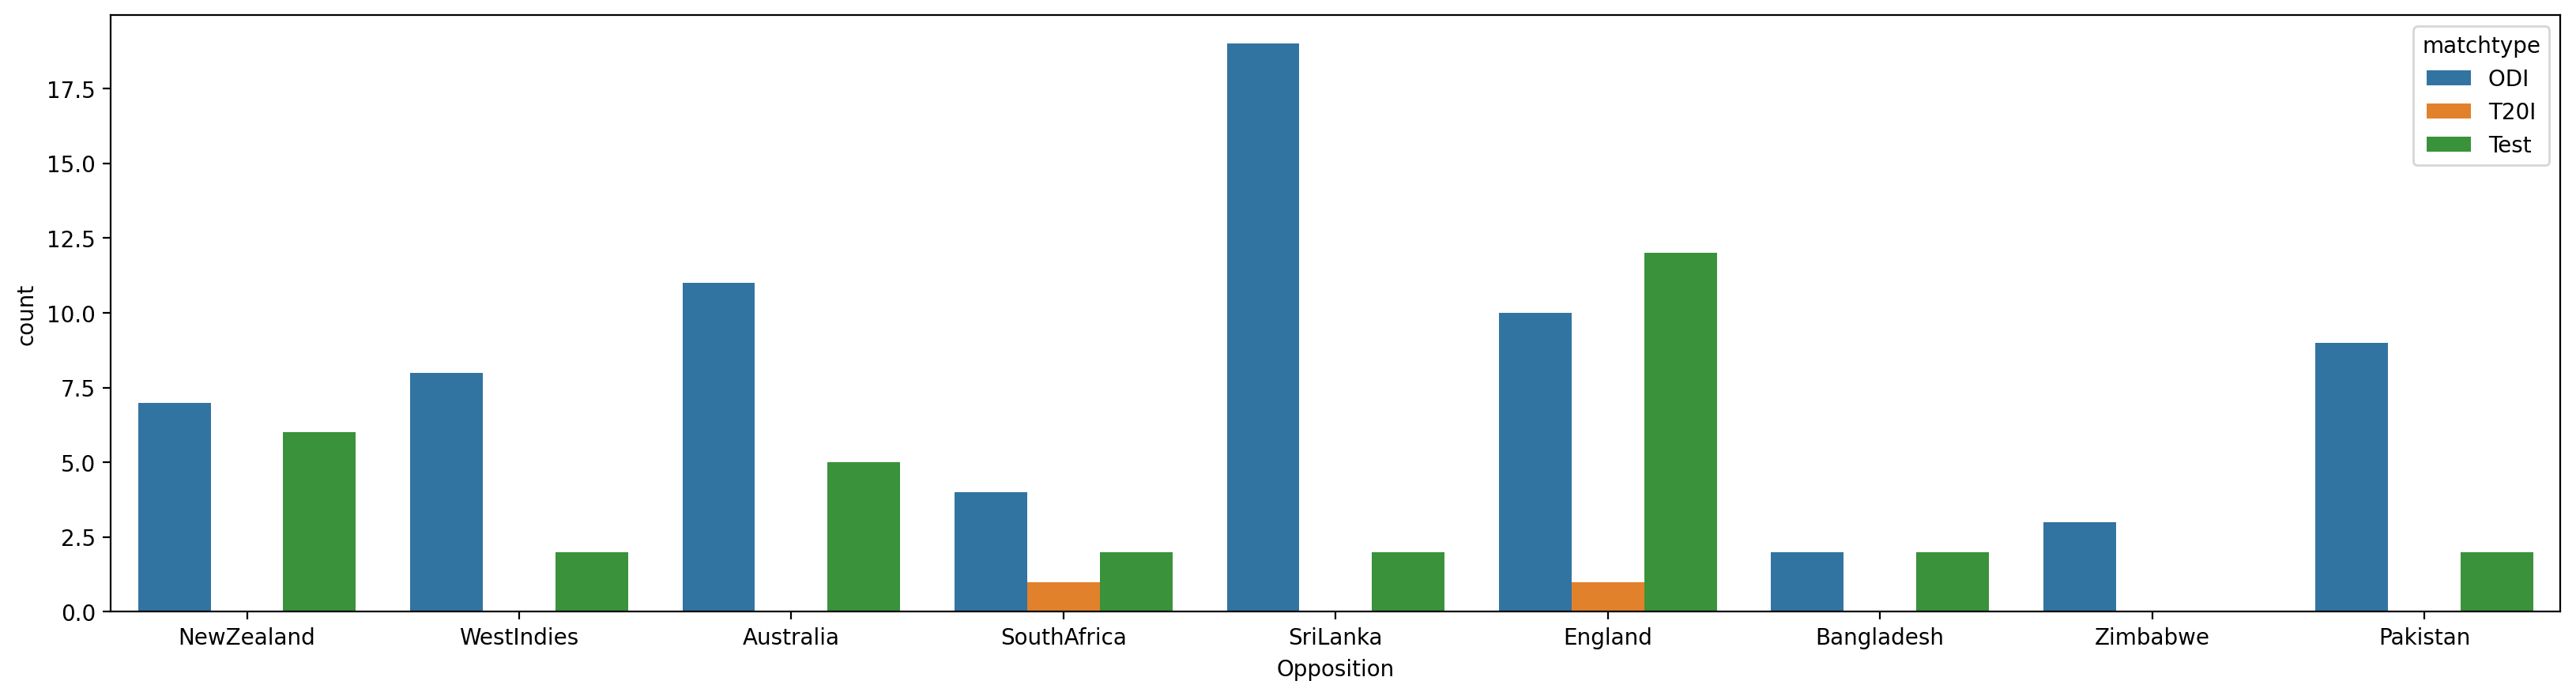 matchtype
ODI
T20I
Test
count
17.5
15.0
12.5
10.0
7.5
5.0
2.5
0.0
NewZealand WestIndies Australia SouthAfrica SriLanka England Bangladesh Zimbabwe Pakistan
Opposition